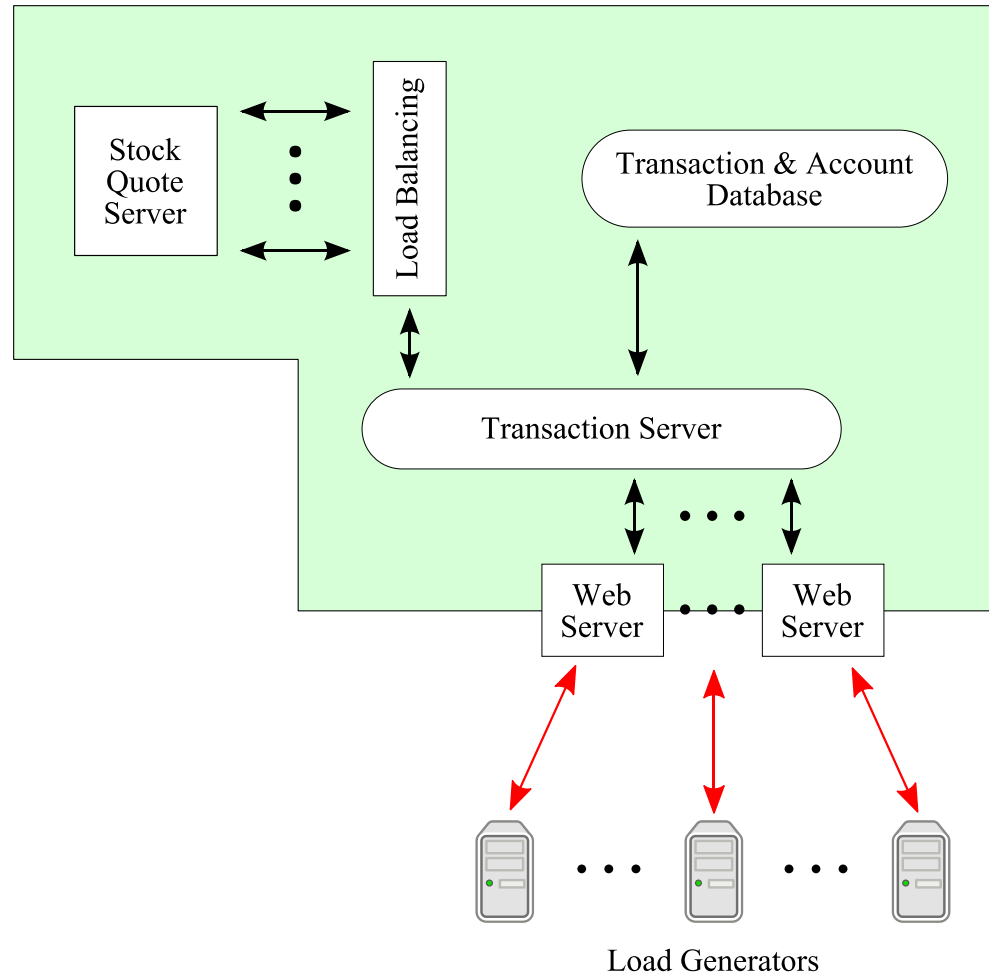 Stock
Quote
Server
Load Balancing
Transaction & Account
Database
Transaction Server
Web
Server
Web
Server
Load Generators